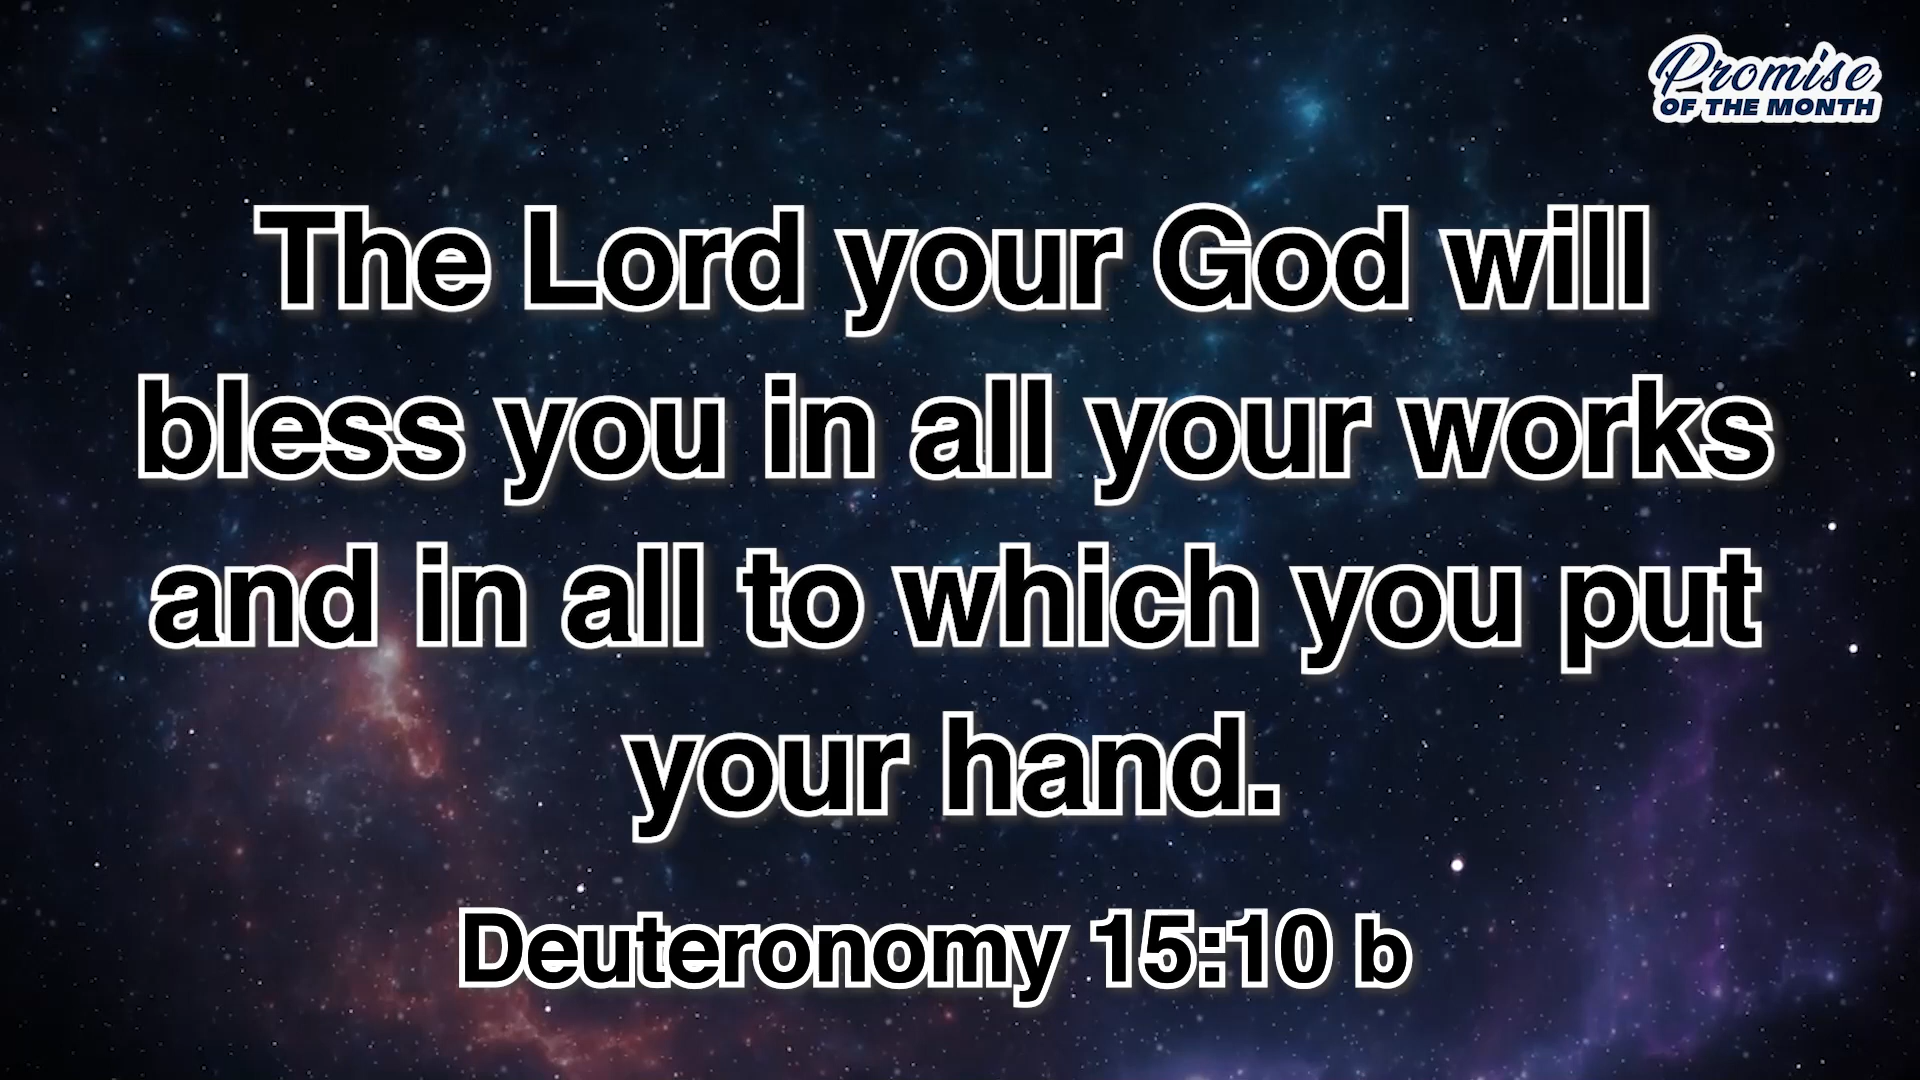 Promise
OF THE MONTH
The Lord your God will
bless you in all your works
and in all to which you put
your hand.
Deuteronomy 15:10 b